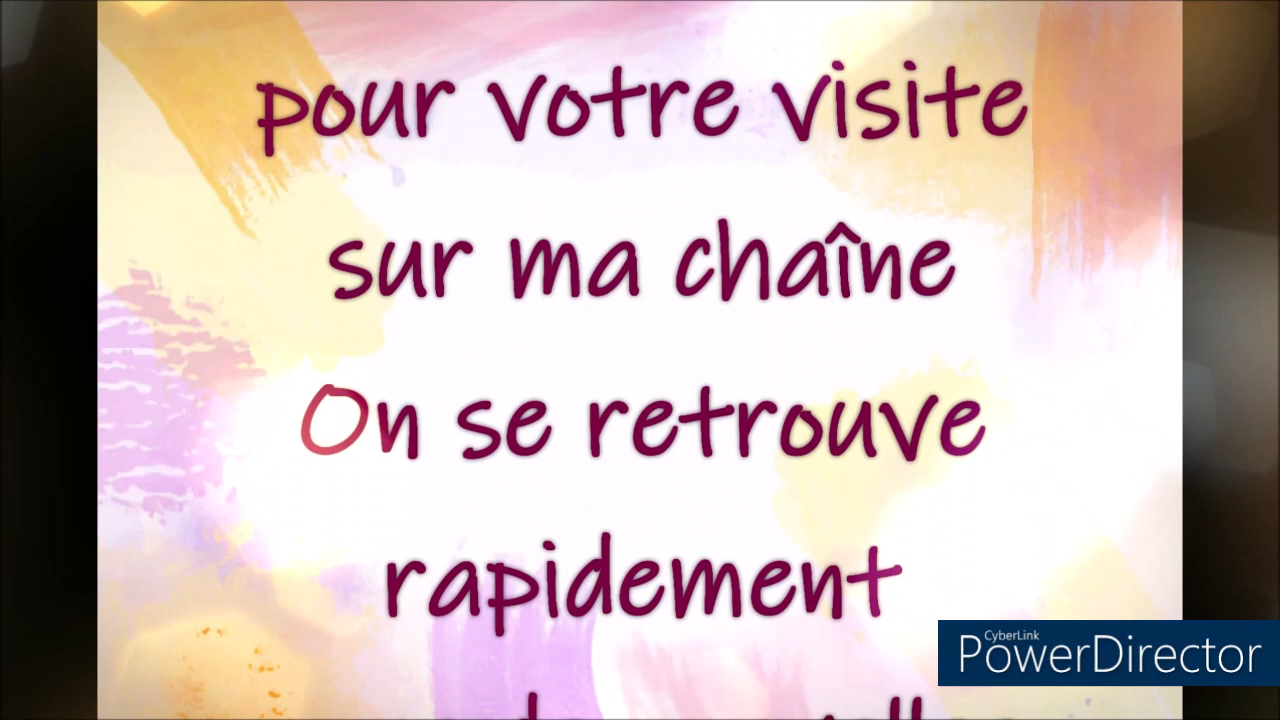 pour votre visite
sur ma chaîne
On se retrouve
rapidement
CyberLink
PowerDirector